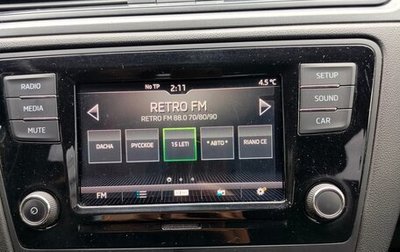 No TP 2:11 4.5 °C
RADIO
MEDIA
MUTE
RETRO FM
RETRO FM 88.0 70/80/90
DACHA РУССКОЕ 15 LET! * АВТО * RIANO CE
FM
SETUP
SOUND
CAR